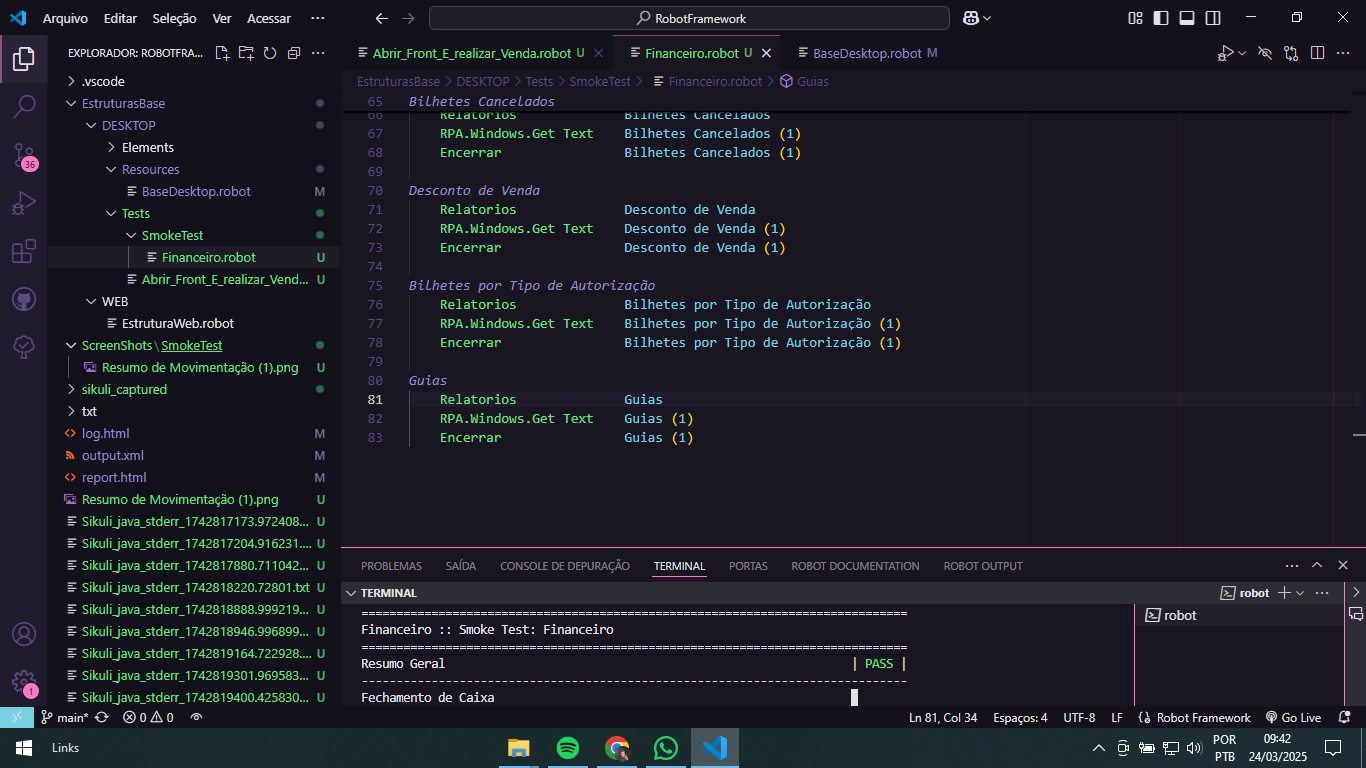 Arquivo Editar Seleção Ver Acessar ···
RobotFramework
EXPLORADOR: ROBOTFRA...
Abrir_Front_E_realizar_Venda.robot U
Financeiro.robot U
BaseDesktop.robot M
EstruturasBase > DESKTOP > Tests > SmokeTest > Financeiro.robot > Guias
.vscode
EstruturasBase
DESKTOP
Elements
Resources
BaseDesktop.robot M
Tests
SmokeTest
Financeiro.robot U
Abrir_Front_E_realizar_Vend... U
WEB
EstruturaWeb.robot
ScreenShots\SmokeTest
Resumo de Movimentação (1).png U
sikuli_captured
txt
log.html M
output.xml M
report.html M
Resumo de Movimentação (1).png U
Sikuli_java_stderr_1742817173.972408... U
Sikuli_java_stderr_1742817204.916231.... U
Sikuli_java_stderr_1742817880.711042... U
Sikuli_java_stderr_1742818220.72801.txt U
Sikuli_java_stderr_1742818888.999219... U
Sikuli_java_stderr_1742818946.996899... U
Sikuli_java_stderr_1742819164.722928.... U
Sikuli_java_stderr_1742819301.969583... U
Sikuli_java_stderr_1742819400.425830... U
36
1
65 Bilhetes Cancelados
66 Relatorios Bilhetes Cancelados
67 RPA.Windows.Get Text Bilhetes Cancelados (1)
68 Encerrar Bilhetes Cancelados (1)
69
70 Desconto de Venda
71 Relatorios Desconto de Venda
72 RPA.Windows.Get Text Desconto de Venda (1)
73 Encerrar Desconto de Venda (1)
74
75 Bilhetes por Tipo de Autorização
76 Relatorios Bilhetes por Tipo de Autorização
77 RPA.Windows.Get Text Bilhetes por Tipo de Autorização (1)
78 Encerrar Bilhetes por Tipo de Autorização (1)
79
80 Guias
81 Relatorios Guias
82 RPA.Windows.Get Text Guias (1)
83 Encerrar Guias (1)
PROBLEMAS SAÍDA CONSOLE DE DEPURAÇÃO TERMINAL PORTAS ROBOT DOCUMENTATION ROBOT OUTPUT
TERMINAL
robot
robot
==============================================================================
Financeiro :: Smoke Test: Financeiro
==============================================================================
Resumo Geral | PASS |
------------------------------------------------------------------------------
Fechamento de Caixa
main* 0 0
Ln 81, Col 34 Espaços: 4 UTF-8 LF Robot Framework Go Live
Links
POR
PTB
09:42
24/03/2025